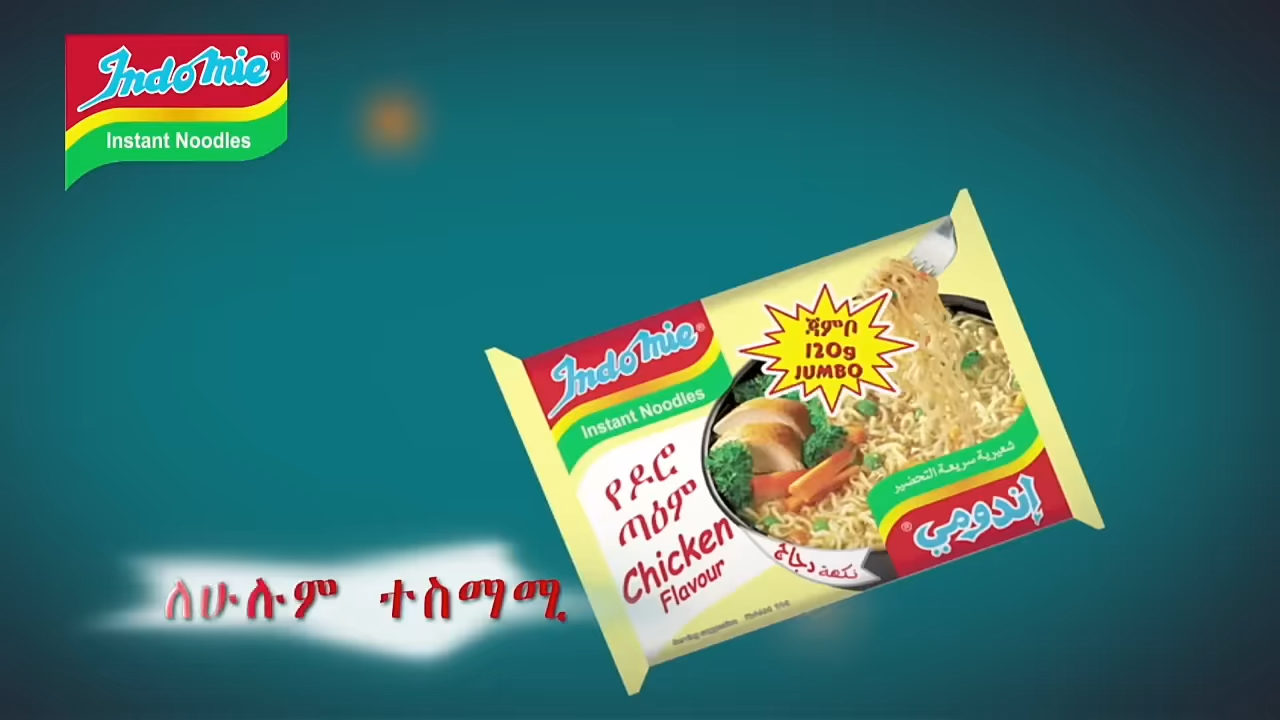 Indomie®
Instant Noodles
ጃምቦ
120g
JUMBO
Indomie®
Instant Noodles
የዶሮ
ጣዕም
Chicken
Flavour
شعيرية سريعة التحضير
إندومي®
نكهة دجاج
ለሁሉም ተስማሚ